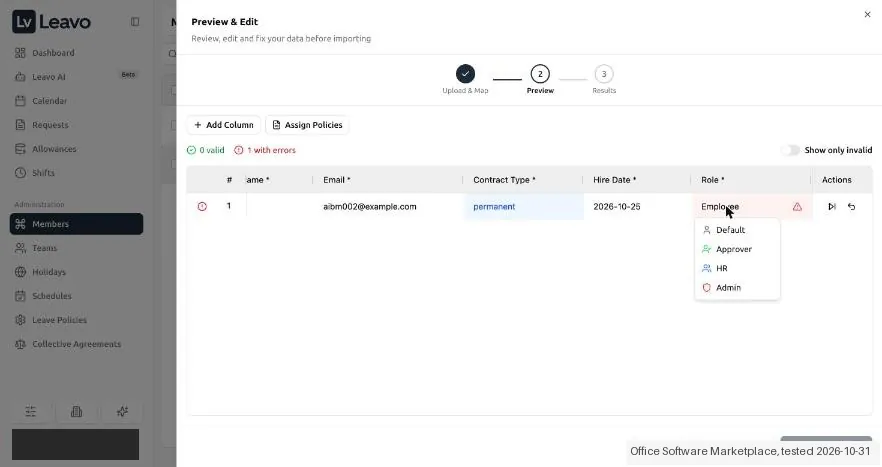 Lv Leavo
Dashboard
Leavo AI Beta
Calendar
Requests
Allowances
Shifts
Administration
Members
Teams
Holidays
Schedules
Leave Policies
Collective Agreements
Preview & Edit
Review, edit and fix your data before importing
2 3
Upload & Map Preview Results
Add Column Assign Policies
0 valid 1 with errors Show only invalid
# ame * Email * Contract Type * Hire Date * Role * Actions
1 aibm002@example.com permanent 2026-10-25 Employee
Default
Approver
HR
Admin
Office Software Marketplace, tested 2026-10-31